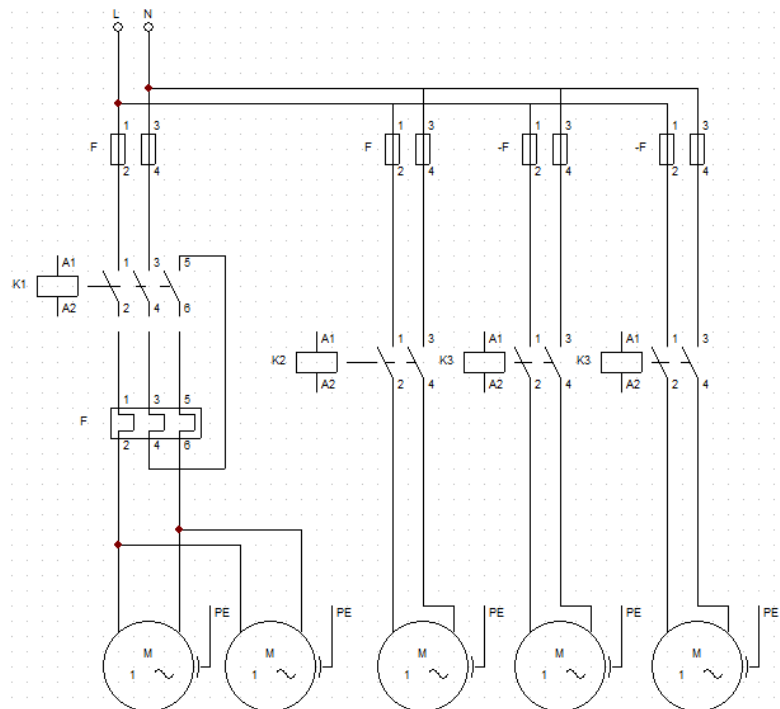 L N
1 3 1 3 1 3 1 3
F F -F -F
2 4 2 4 2 4 2 4
A1 1 3 5
K1
A2 2 4 6
A1 1 3 A1 1 3 A1 1 3
K2 K3 K3
A2 2 4 A2 2 4 A2 2 4
1 3 5
F
2 4 6
PE PE PE PE PE
M M M M M
1 1 1 1 1